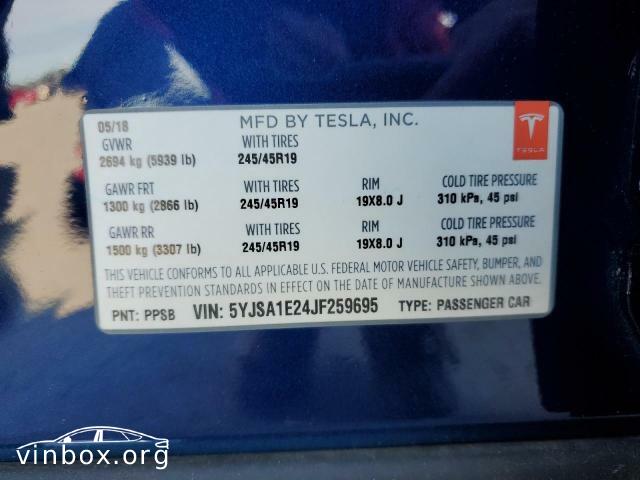 05/18 MFD BY TESLA, INC.
GVWR WITH TIRES TESLA
2694 kg (5939 lb) 245/45R19
GAWR FRT WITH TIRES RIM COLD TIRE PRESSURE
1300 kg (2866 lb) 245/45R19 19X8.0 J 310 kPs, 45 psi
GAWR RR WITH TIRES RIM COLD TIRE PRESSURE
1500 kg (3307 lb) 245/45R19 19X8.0 J 310 kPs, 45 psi
THIS VEHICLE CONFORMS TO ALL APPLICABLE U.S. FEDERAL MOTOR VEHICLE SAFETY, BUMPER, AND
THEFT PREVENTION STANDARDS IN EFFECT ON THE DATE OF MANUFACTURE SHOWN ABOVE.
PNT: PPSB VIN: 5YJSA1E24JF259695 TYPE: PASSENGER CAR
vinbox.org